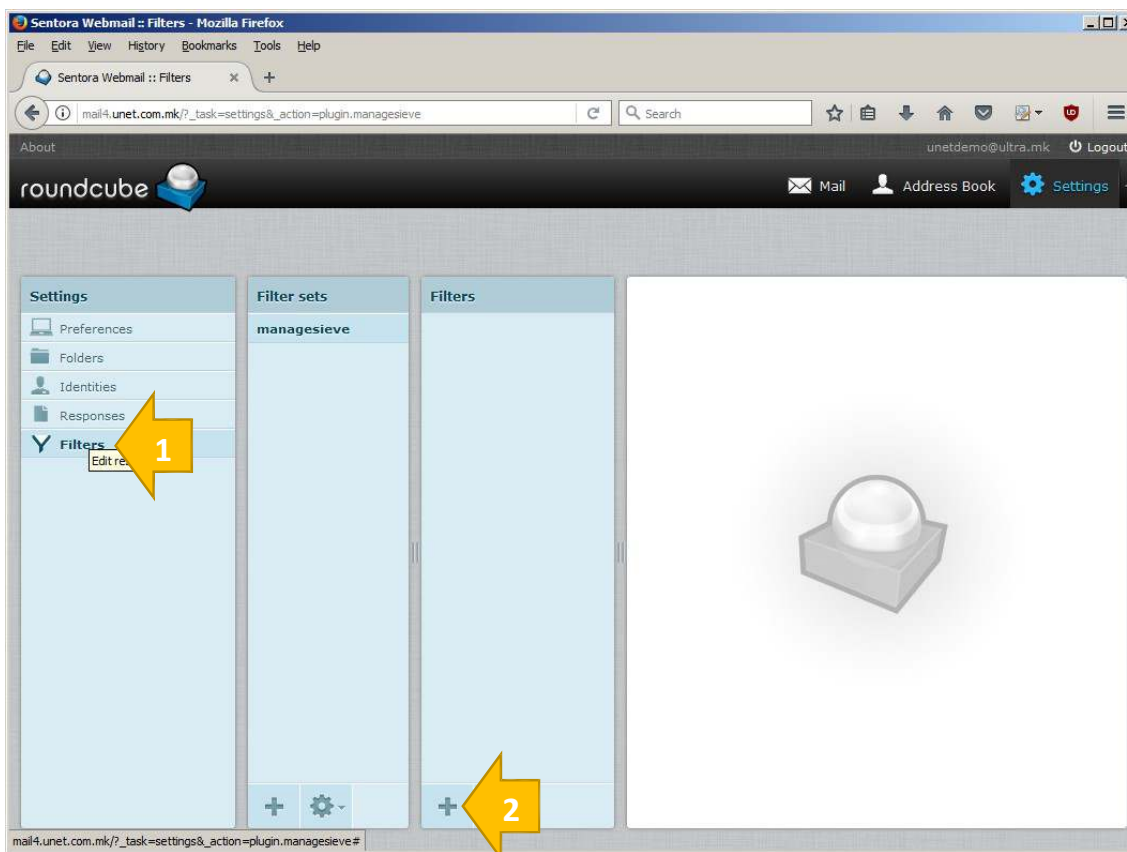 Sentora Webmail :: Filters - Mozilla Firefox
File Edit View History Bookmarks Tools Help
Sentora Webmail :: Filters
mail4.unet.com.mk/?_task=settings&_action=plugin.managesieve
Search
About
unetdemo@ultra.mk Logout
roundcube
Mail Address Book Settings
Settings Filter sets Filters
Preferences managesieve
Folders
Identities
Responses
Filters 1
Edit
2
mail4.unet.com.mk/?_task=settings&_action=plugin.managesieve#